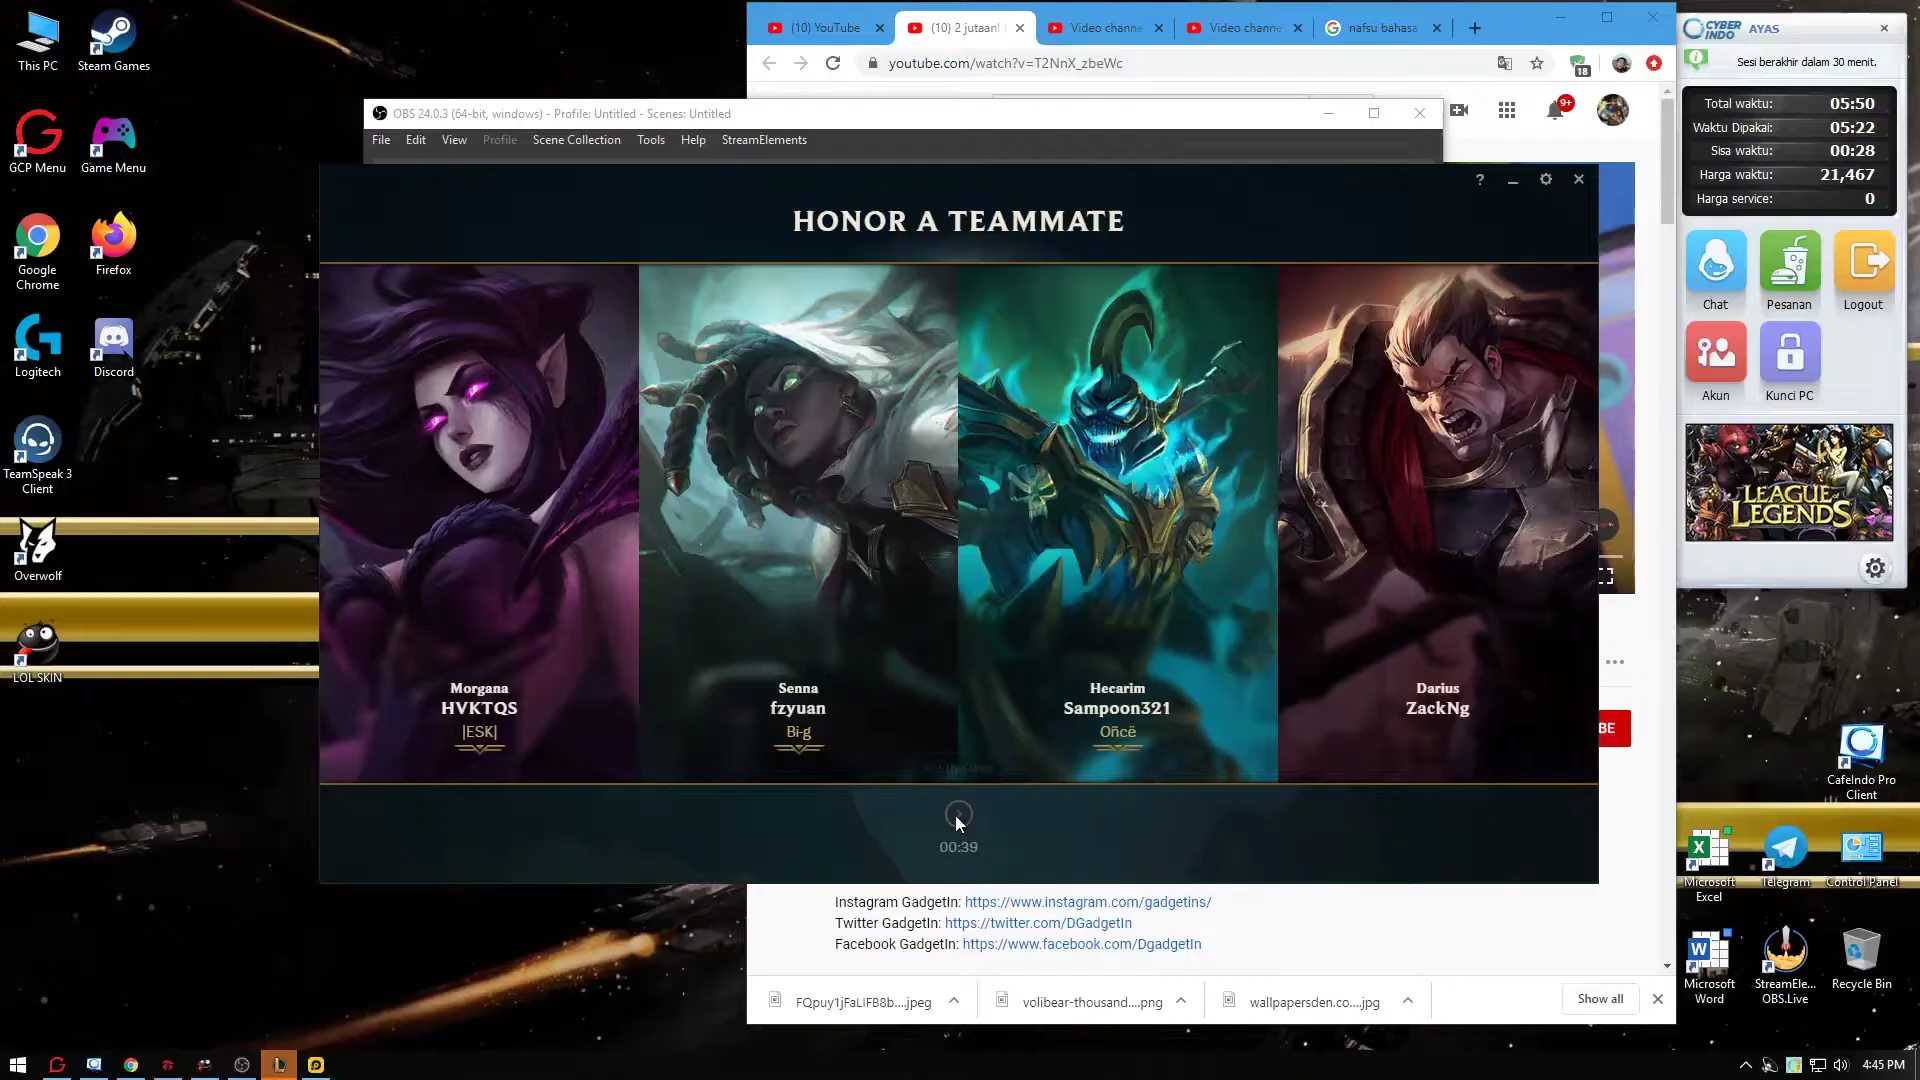 This PC
Steam Games
GCP Menu
Game Menu
Google
Chrome
Firefox
Logitech
Discord
TeamSpeak 3
Client
Overwolf
LOL SKIN
(10) YouTube
(10) 2 jutaan!
Video channe
Video channe
nafsu bahasa
youtube.com/watch?v=T2NnX_zbeWc
18
9+
OBS 24.0.3 (64-bit, windows) - Profile: Untitled - Scenes: Untitled
File Edit View Profile Scene Collection Tools Help StreamElements
HONOR A TEAMMATE
Morgana
HVKTQS
|ESK|
Senna
fzyuan
Bi-g
Hecarim
Sampoon321
Oñcë
Darius
ZackNg
00:39
BE
Instagram GadgetIn: https://www.instagram.com/gadgetins/
Twitter GadgetIn: https://twitter.com/DGadgetIn
Facebook GadgetIn: https://www.facebook.com/DgadgetIn
FQpuy1jFaLIFB8b....jpeg
volibear-thousand....png
wallpapersden.co....jpg
Show all
CYBER
INDO
AYAS
Sesi berakhir dalam 30 menit.
Total waktu: 05:50
Waktu Dipakai: 05:22
Sisa waktu: 00:28
Harga waktu: 21,467
Harga service: 0
Chat
Pesanan
Logout
Akun
Kunci PC
LEAGUE of
LEGENDS
CafeIndo Pro
Client
Microsoft
Excel
Telegram
Control Panel
Microsoft
Word
StreamEle...
OBS.Live
Recycle Bin
4:45 PM